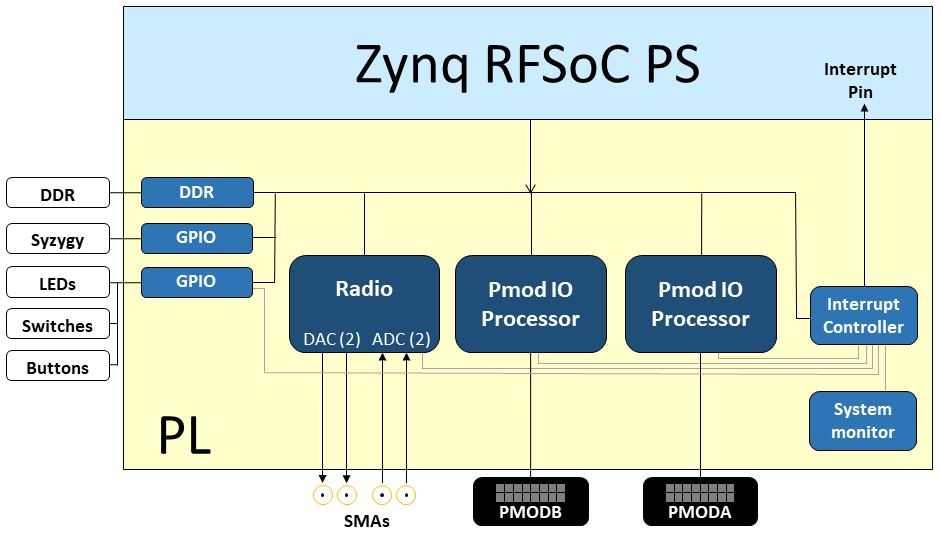 Zynq RFSoC PS
Interrupt
Pin
DDR
DDR
Syzygy
GPIO
LEDs
GPIO
Switches
Buttons
Radio
DAC (2) ADC (2)
Pmod IO
Processor
Pmod IO
Processor
Interrupt
Controller
System
monitor
PL
SMAs
PMODB
PMODA